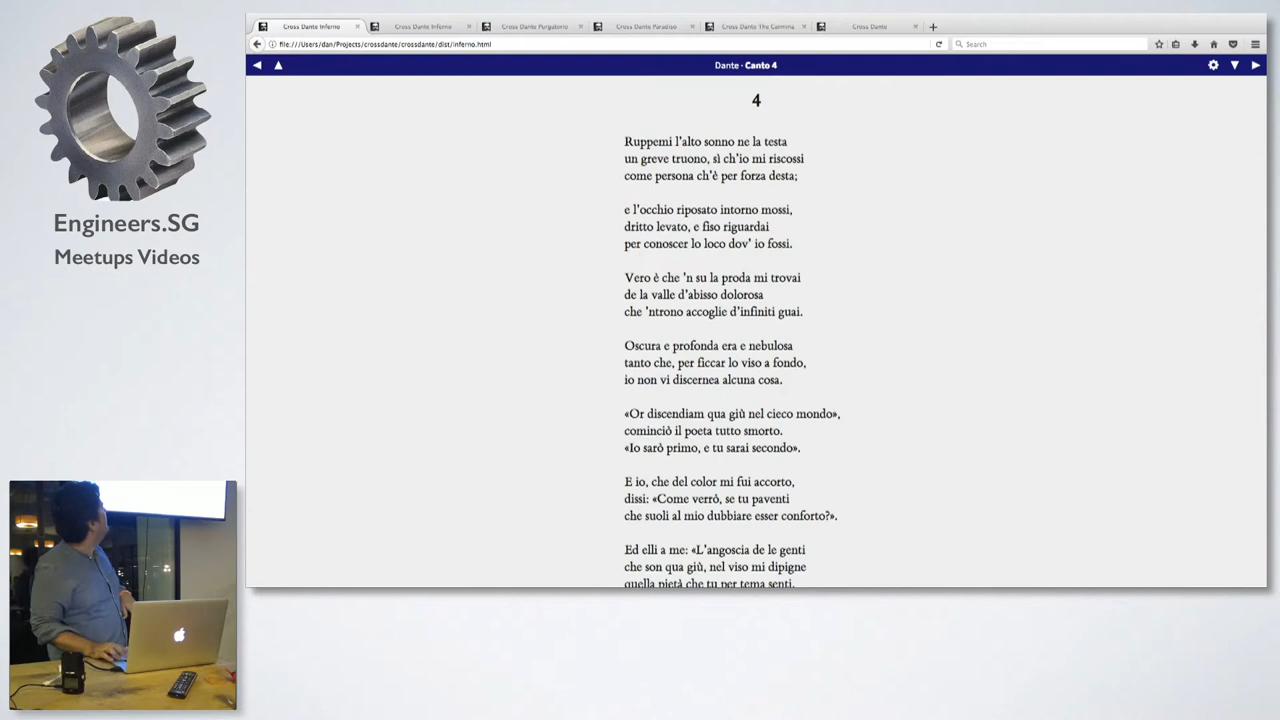 Engineers.SG
Meetups Videos
Cross Dante Inferno
Cross Dante Inferno
Cross Dante Purgatorio
Cross Dante Paradiso
Cross Dante The Carmina
Cross Dante
file:///Users/dan/Projects/crossdante/crossdante/dist/inferno.html
Search
Dante · Canto 4
4
Ruppemi l'alto sonno ne la testa
un greve truono, sì ch'io mi riscossi
come persona ch'è per forza desta;
e l'occhio riposato intorno mossi,
dritto levato, e fiso riguardai
per conoscer lo loco dov' io fossi.
Vero è che 'n su la proda mi trovai
de la valle d'abisso dolorosa
che 'ntrono accoglie d'infiniti guai.
Oscura e profonda era e nebulosa
tanto che, per ficcar lo viso a fondo,
io non vi discernea alcuna cosa.
«Or discendiam qua giù nel cieco mondo»,
cominciò il poeta tutto smorto.
«Io sarò primo, e tu sarai secondo».
E io, che del color mi fui accorto,
dissi: «Come verrò, se tu paventi
che suoli al mio dubbiare esser conforto?».
Ed elli a me: «L'angoscia de le genti
che son qua giù, nel viso mi dipigne
quella pietà che tu per tema senti.